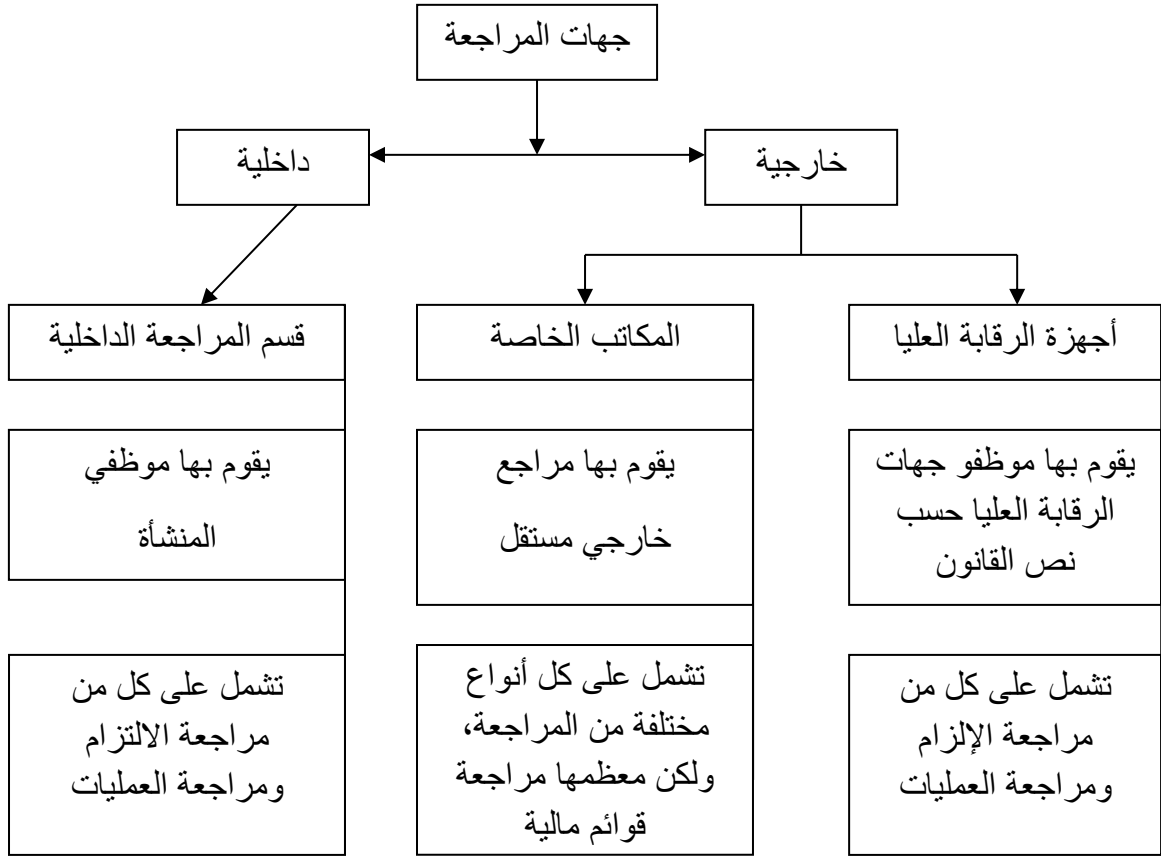 جهات المراجعة
خارجية
داخلية
أجهزة الرقابة العليا
المكاتب الخاصة
قسم المراجعة الداخلية
يقوم بها موظفو جهات
الرقابة العليا حسب
نص القانون
يقوم بها مراجع
خارجي مستقل
يقوم بها موظفي
المنشأة
تشمل على كل من
مراجعة الإلزام
ومراجعة العمليات
تشمل على كل أنواع
مختلفة من المراجعة،
ولكن معظمها مراجعة
قوائم مالية
تشمل على كل من
مراجعة الالتزام
ومراجعة العمليات